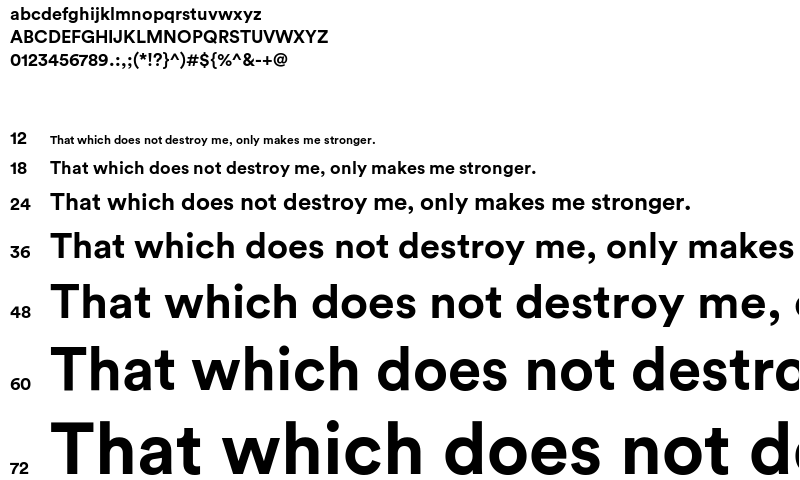 abcdefghijklmnopqrstuvwxyz
ABCDEFGHIJKLMNOPQRSTUVWXYZ
0123456789.:,;(*!?}^)#${%^&-+@
12 That which does not destroy me, only makes me stronger.
18 That which does not destroy me, only makes me stronger.
24 That which does not destroy me, only makes me stronger.
36 That which does not destroy me, only makes
48 That which does not destroy me,
60 That which does not destro
72 That which does not d